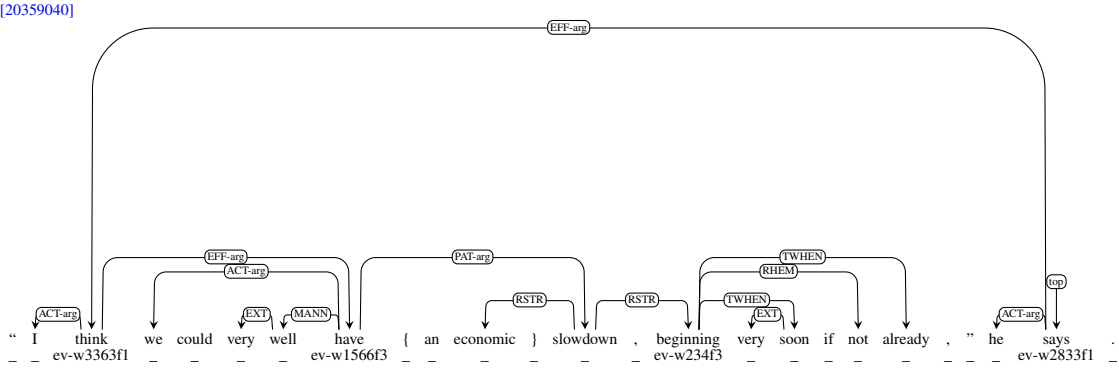 [20359040]
EFF-arg
EFF-arg PAT-arg TWHEN
ACT-arg RHEM
top
RSTR RSTR TWHEN
ACT-arg EXT MANN EXT ACT-arg
“ I think we could very well have { an economic } slowdown , beginning very soon if not already , ” he says .
_ _ ev-w3363f1 _ _ _ _ ev-w1566f3 _ _ _ _ _ _ ev-w234f3 _ _ _ _ _ _ _ _ ev-w2833f1 _